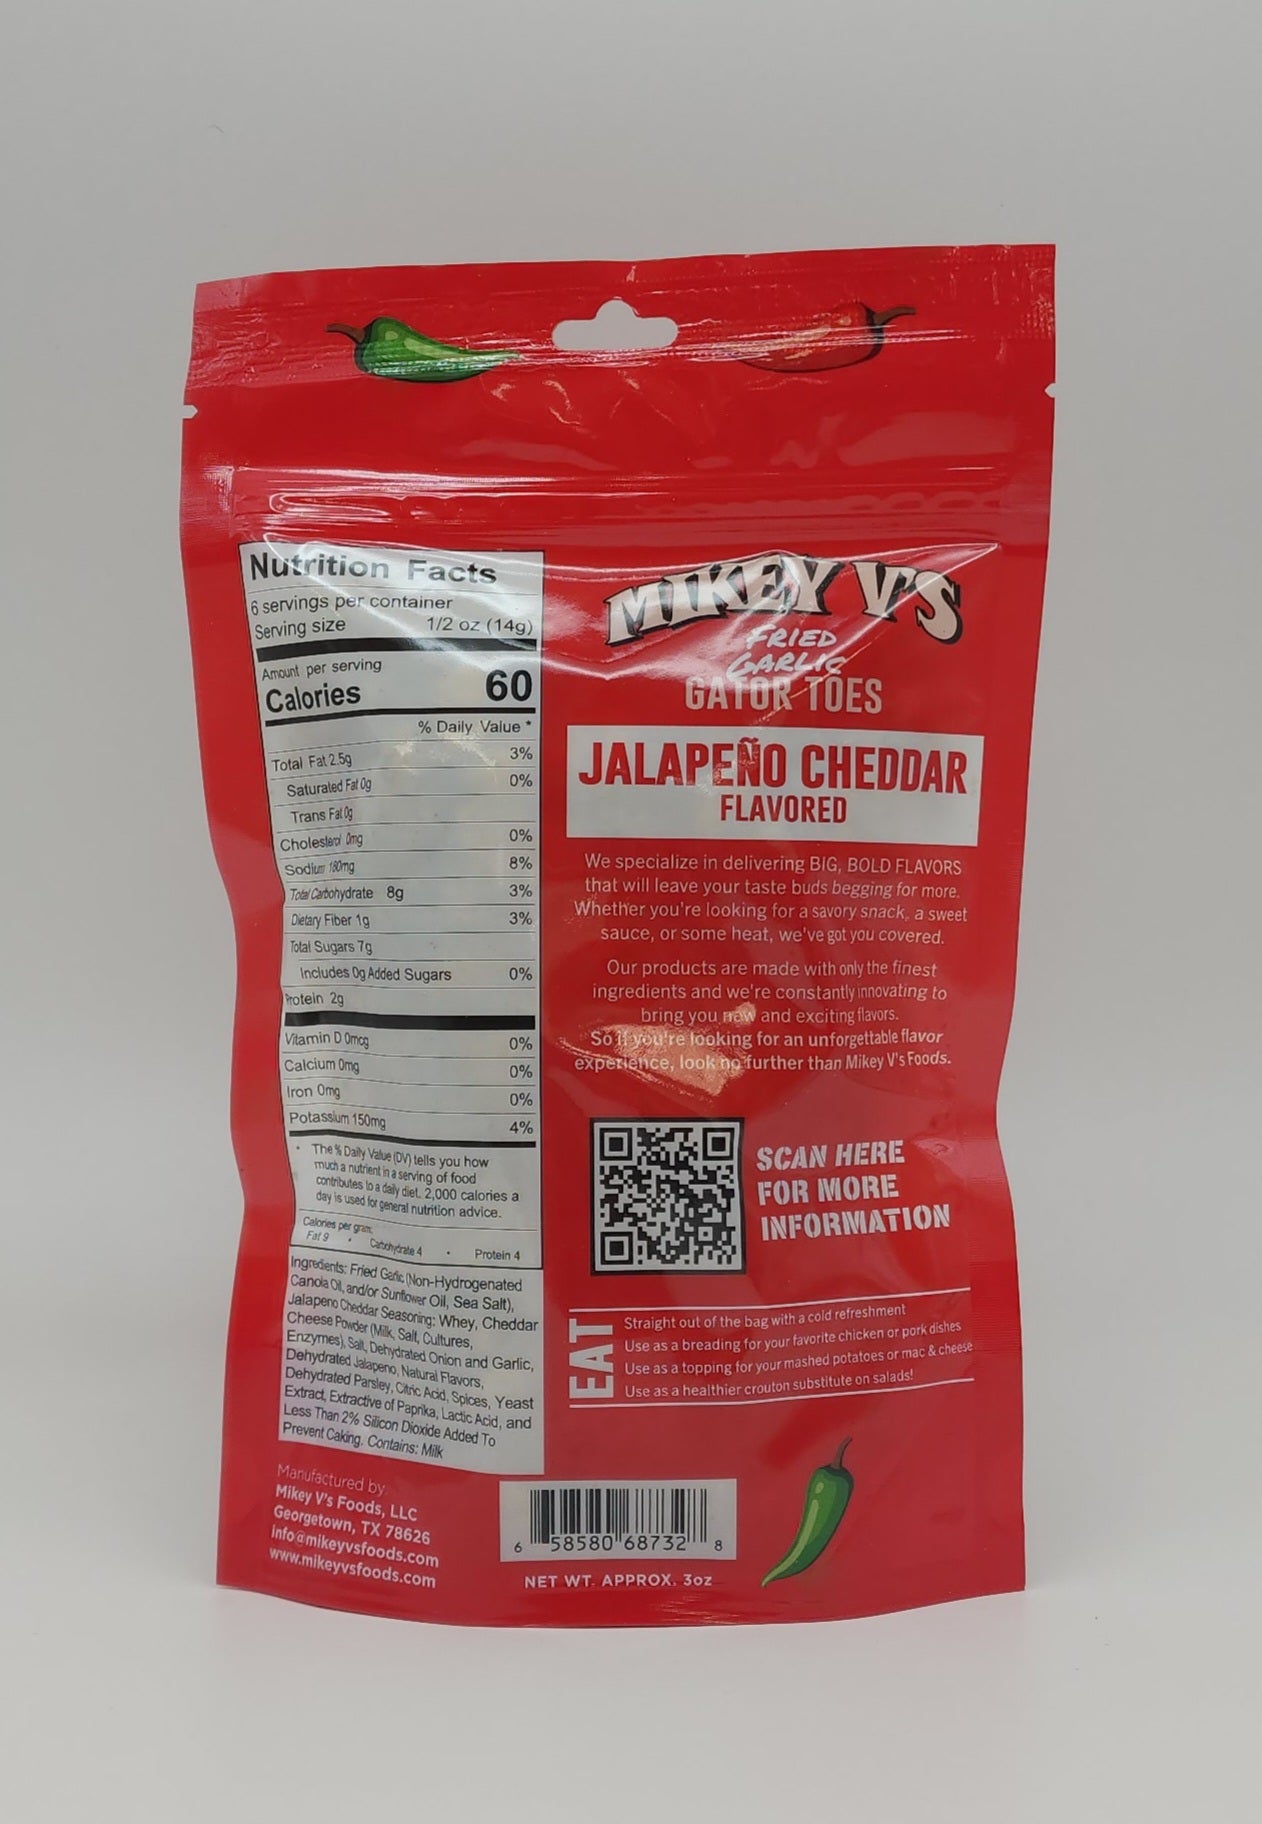 Nutrition Facts
6 servings per container
Serving size 1/2 oz (14g)
Amount per serving
Calories 60
% Daily Value *
Total Fat 2.5g 3%
Saturated Fat 0g 0%
Trans Fat 0g
Cholesterol 0mg 0%
Sodium 180mg 8%
Total Carbohydrate 8g 3%
Dietary Fiber 1g 3%
Total Sugars 7g
Includes 0g Added Sugars 0%
Protein 2g
Vitamin D 0mcg 0%
Calcium 0mg 0%
Iron 0mg 0%
Potassium 150mg 4%
* The % Daily Value (DV) tells you how
much a nutrient in a serving of food
contributes to a daily diet. 2,000 calories a
day is used for general nutrition advice.
Calories per gram:
Fat 9 • Carbohydrate 4 • Protein 4
Ingredients: Fried Garlic (Non-Hydrogenated
Canola Oil, and/or Sunflower Oil, Sea Salt),
Jalapeno Cheddar Seasoning: Whey, Cheddar
Cheese Powder (Milk, Salt, Cultures,
Enzymes), Salt, Dehydrated Onion and Garlic,
Dehydrated Jalapeno, Natural Flavors,
Dehydrated Parsley, Citric Acid, Spices, Yeast
Extract, Extractive of Paprika, Lactic Acid, and
Less Than 2% Silicon Dioxide Added To
Prevent Caking. Contains: Milk
Manufactured by
Mikey V's Foods, LLC
Georgetown, TX 78626
info@mikeyvsfoods.com
www.mikeyvsfoods.com
MIKEY V'S
FRIED
GARLIC
GATOR TOES
JALAPEÑO CHEDDAR
FLAVORED
We specialize in delivering BIG, BOLD FLAVORS
that will leave your taste buds begging for more.
Whether you're looking for a savory snack, a sweet
sauce, or some heat, we've got you covered.
Our products are made with only the finest
ingredients and we're constantly innovating to
bring you new and exciting flavors.
So if you're looking for an unforgettable flavor
experience, look no further than Mikey V's Foods.
SCAN HERE
FOR MORE
INFORMATION
EAT
Straight out of the bag with a cold refreshment
Use as a breading for your favorite chicken or pork dishes
Use as a topping for your mashed potatoes or mac & cheese
Use as a healthier crouton substitute on salads!
6 58580 68732 8
NET WT. APPROX. 3oz